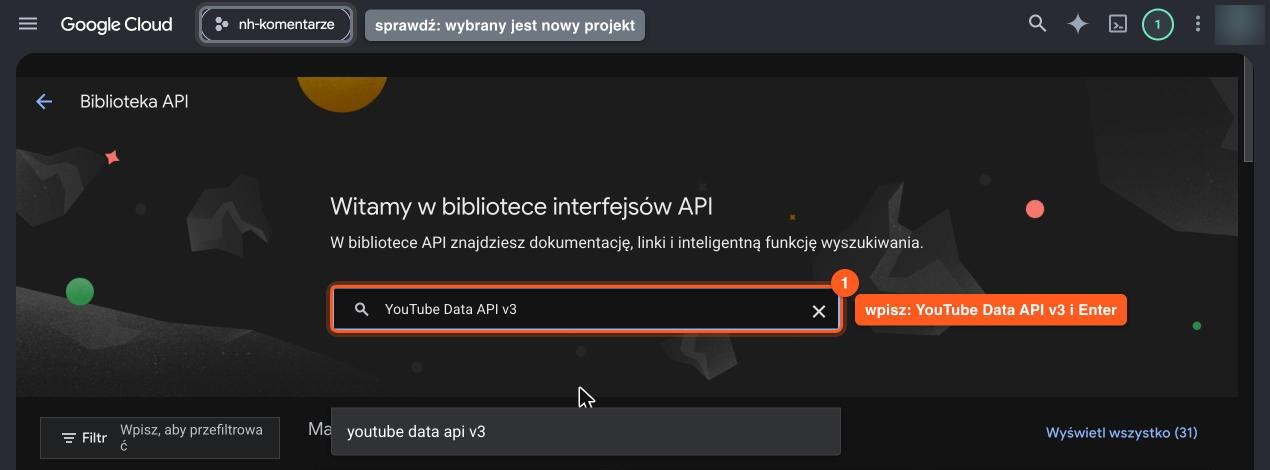 Google Cloud
nh-komentarze
sprawdź: wybrany jest nowy projekt
1
Biblioteka API
Witamy w bibliotece interfejsów API
W bibliotece API znajdziesz dokumentację, linki i inteligentną funkcję wyszukiwania.
1
YouTube Data API v3
wpisz: YouTube Data API v3 i Enter
Filtr
Wpisz, aby przefiltrowa
ć
Ma
youtube data api v3
Wyświetl wszystko (31)